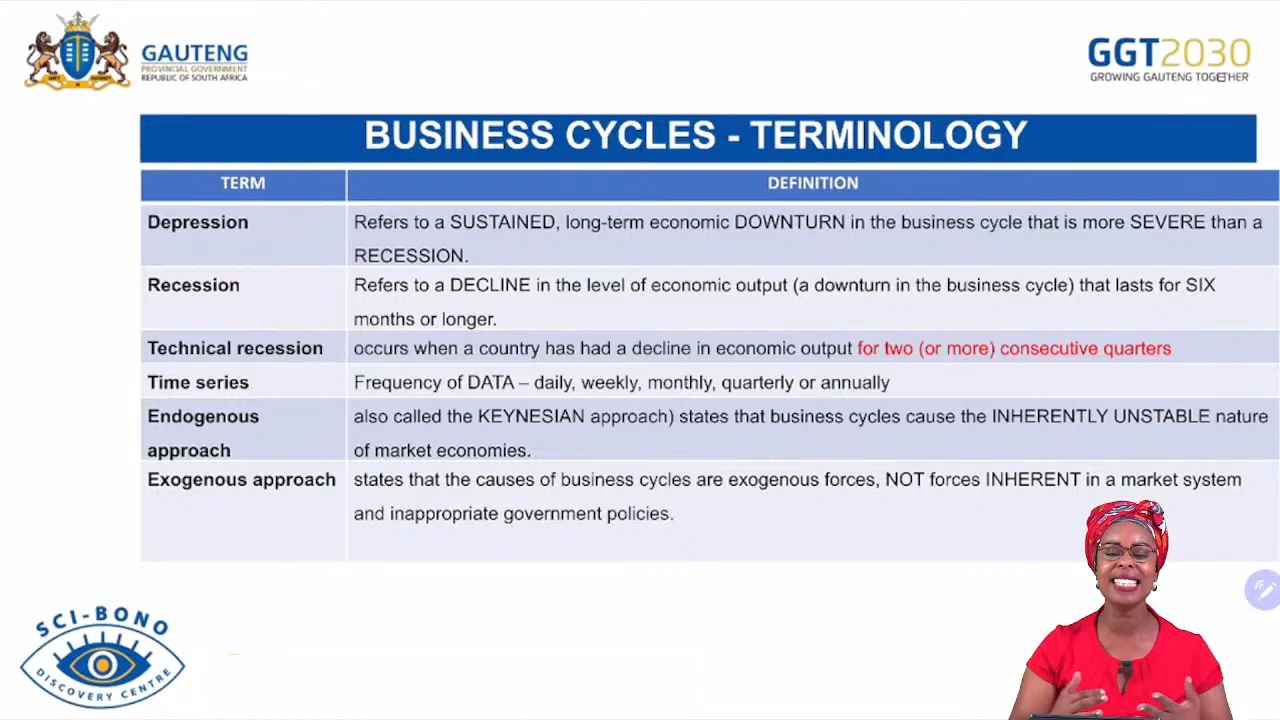 GAUTENG
PROVINCIAL GOVERNMENT
REPUBLIC OF SOUTH AFRICA
GGT2030
GROWING GAUTENG TOGETHER
BUSINESS CYCLES - TERMINOLOGY
TERM
DEFINITION
Depression
Refers to a SUSTAINED, long-term economic DOWNTURN in the business cycle that is more SEVERE than a
RECESSION.
Recession
Refers to a DECLINE in the level of economic output (a downturn in the business cycle) that lasts for SIX
months or longer.
Technical recession
occurs when a country has had a decline in economic output for two (or more) consecutive quarters
Time series
Frequency of DATA – daily, weekly, monthly, quarterly or annually
Endogenous
approach
also called the KEYNESIAN approach) states that business cycles cause the INHERENTLY UNSTABLE nature
of market economies.
Exogenous approach
states that the causes of business cycles are exogenous forces, NOT forces INHERENT in a market system
and inappropriate government policies.
SCI-BONO
DISCOVERY CENTRE